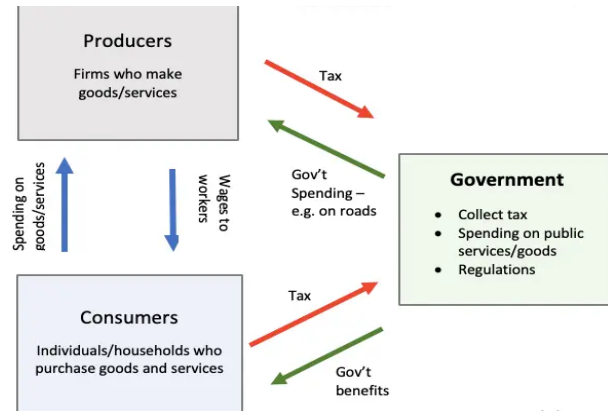 Producers
Firms who make
goods/services
Tax
Gov't
Spending –
e.g. on roads
Spending on
goods/services
Wages to
workers
Government
• Collect tax
• Spending on public
services/goods
• Regulations
Consumers
Individuals/households who
purchase goods and services
Tax
Gov't
benefits